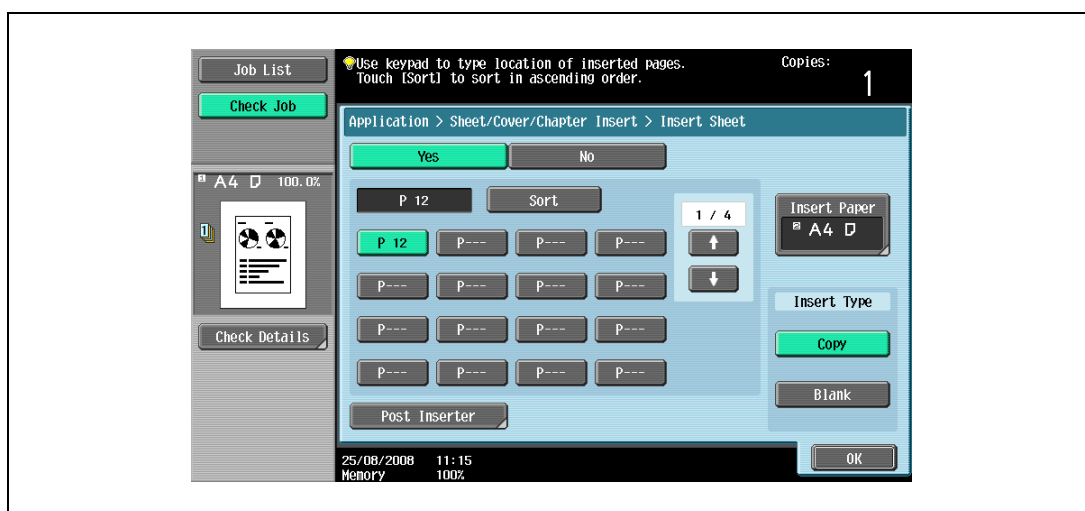 Job List
Check Job
Use keypad to type location of inserted pages.
Touch [Sort] to sort in ascending order.
Copies:
1
Application > Sheet/Cover/Chapter Insert > Insert Sheet
Yes
No
A4 100.0%
1
P 12
Sort
1 / 4
Insert Paper
A4
P 12 P--- P--- P---
P--- P--- P--- P---
P--- P--- P--- P---
P--- P--- P--- P---
Insert Type
Copy
Blank
Check Details
Post Inserter
25/08/2008 11:15
Memory 100%
OK